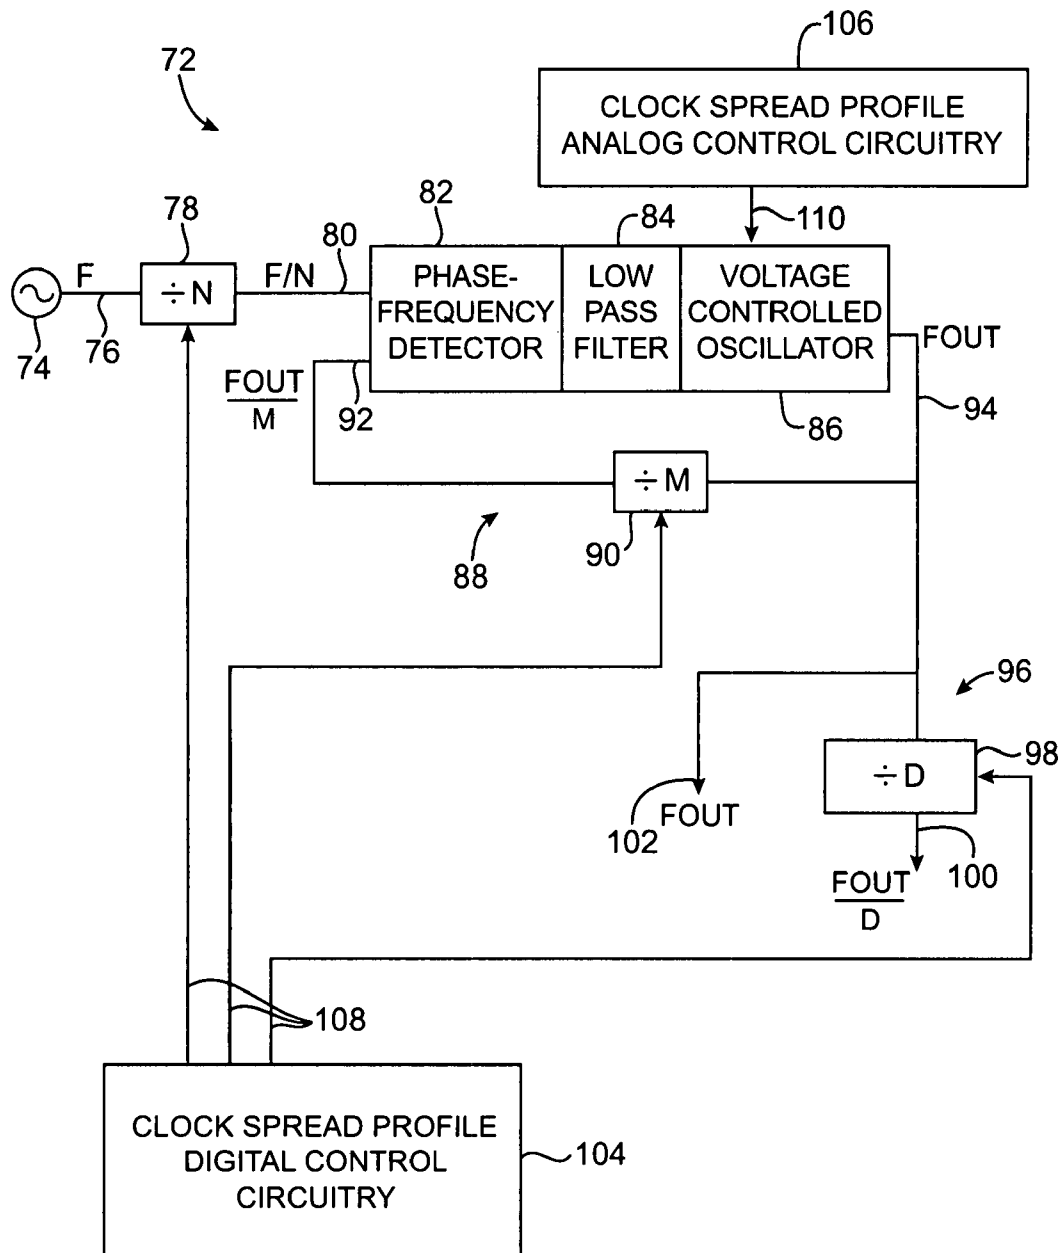 106
72
CLOCK SPREAD PROFILE
ANALOG CONTROL CIRCUITRY
82
84
110
78
80
F
÷ N
F/N
PHASE-
FREQUENCY
DETECTOR
LOW
PASS
FILTER
VOLTAGE
CONTROLLED
OSCILLATOR
FOUT
74
76
FOUT
M
92
86
94
÷ M
88
90
96
÷ D
98
102
FOUT
100
FOUT
D
108
CLOCK SPREAD PROFILE
DIGITAL CONTROL
CIRCUITRY
104